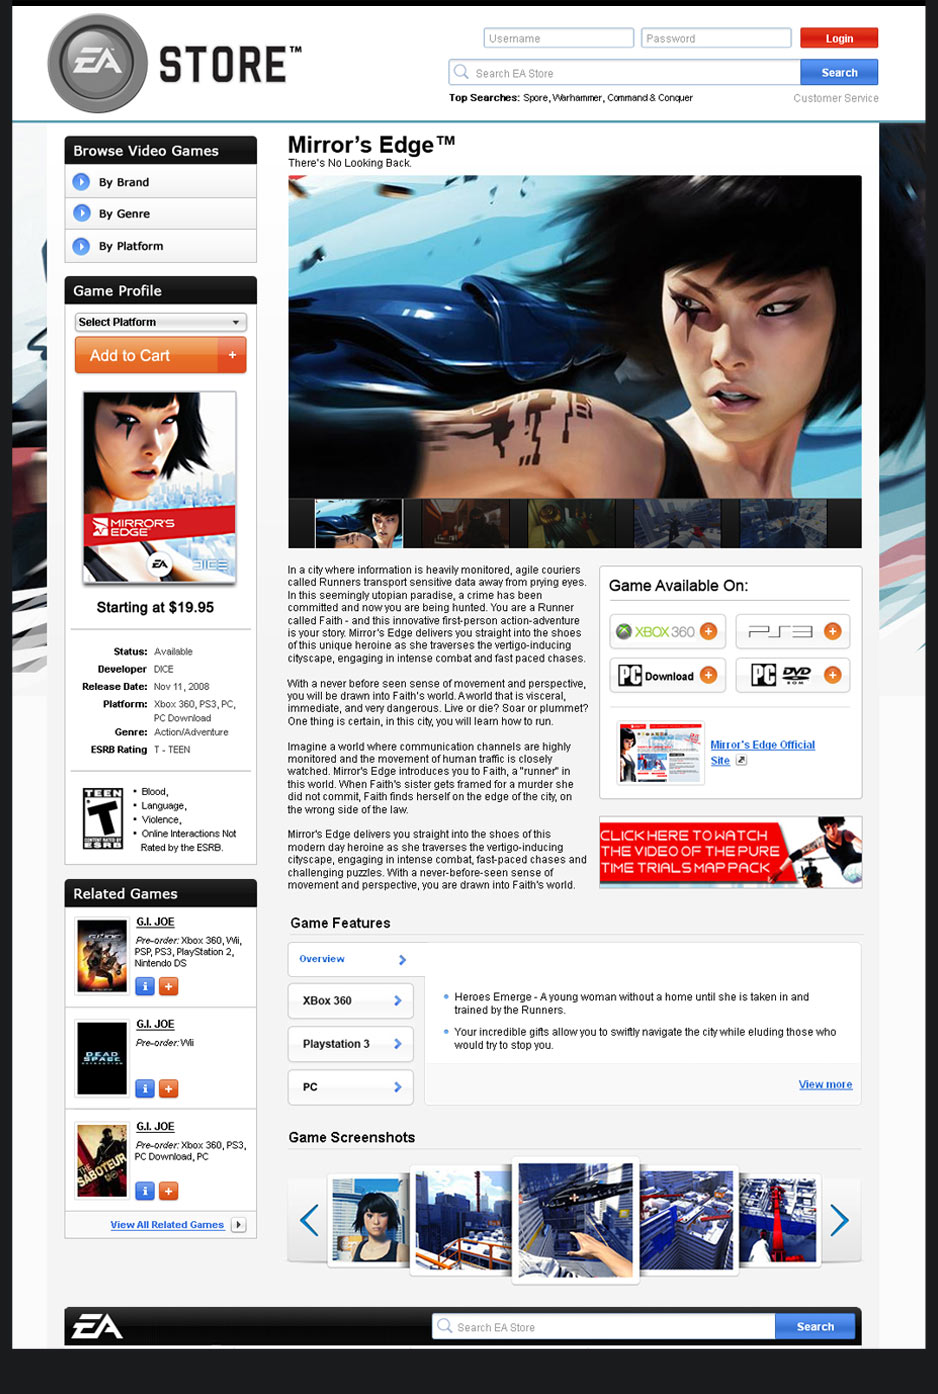 EA
STORE™
Username
Password
Login
Search EA Store
Search
Top Searches: Spore, Warhammer, Command & Conquer
Customer Service
Browse Video Games
By Brand
By Genre
By Platform
Game Profile
Select Platform
Add to Cart
+
MIRROR'S
EDGE
EA
DICE
Starting at $19.95
Status: Available
Developer DICE
Release Date: Nov 11, 2008
Platform: Xbox 360, PS3, PC,
PC Download
Genre: Action/Adventure
ESRB Rating T - TEEN
TEEN
T
CONTENT RATED BY
ESRB
• Blood,
• Language,
• Violence,
• Online Interactions Not
Rated by the ESRB.
Related Games
G.I. JOE
Pre-order: Xbox 360, Wii,
PSP, PS3, PlayStation 2,
Nintendo DS
i +
G.I. JOE
Pre-order: Wii
DEAD
SPACE
i +
G.I. JOE
Pre-order: Xbox 360, PS3,
PC Download, PC
THE
SABOTEUR
i +
View All Related Games
Mirror's Edge™
There's No Looking Back.
In a city where information is heavily monitored, agile couriers
called Runners transport sensitive data away from prying eyes.
In this seemingly utopian paradise, a crime has been
committed and now you are being hunted. You are a Runner
called Faith - and this innovative first-person action-adventure
is your story. Mirror's Edge delivers you straight into the shoes
of this unique heroine as she traverses the vertigo-inducing
cityscape, engaging in intense combat and fast paced chases.
With a never before seen sense of movement and perspective,
you will be drawn into Faith's world. A world that is visceral,
immediate, and very dangerous. Live or die? Soar or plummet?
One thing is certain, in this city, you will learn how to run.
Imagine a world where communication channels are highly
monitored and the movement of human traffic is closely
watched. Mirror's Edge introduces you to Faith, a "runner" in
this world. When Faith's sister gets framed for a murder she
did not commit, Faith finds herself on the edge of the city, on
the wrong side of the law.
Mirror's Edge delivers you straight into the shoes of this
modern day heroine as she traverses the vertigo-inducing
cityscape, engaging in intense combat, fast-paced chases and
challenging puzzles. With a never-before-seen sense of
movement and perspective, you are drawn into Faith's world.
Game Available On:
XBOX 360 +
PS3 +
PC Download +
PC DVD ROM +
Mirror's Edge Official
Site
CLICK HERE TO WATCH
THE VIDEO OF THE PURE
TIME TRIALS MAP PACK
Game Features
Overview
XBox 360
Playstation 3
PC
• Heroes Emerge - A young woman without a home until she is taken in and
trained by the Runners.
• Your incredible gifts allow you to swiftly navigate the city while eluding those who
would try to stop you.
View more
Game Screenshots
EA
Search EA Store
Search